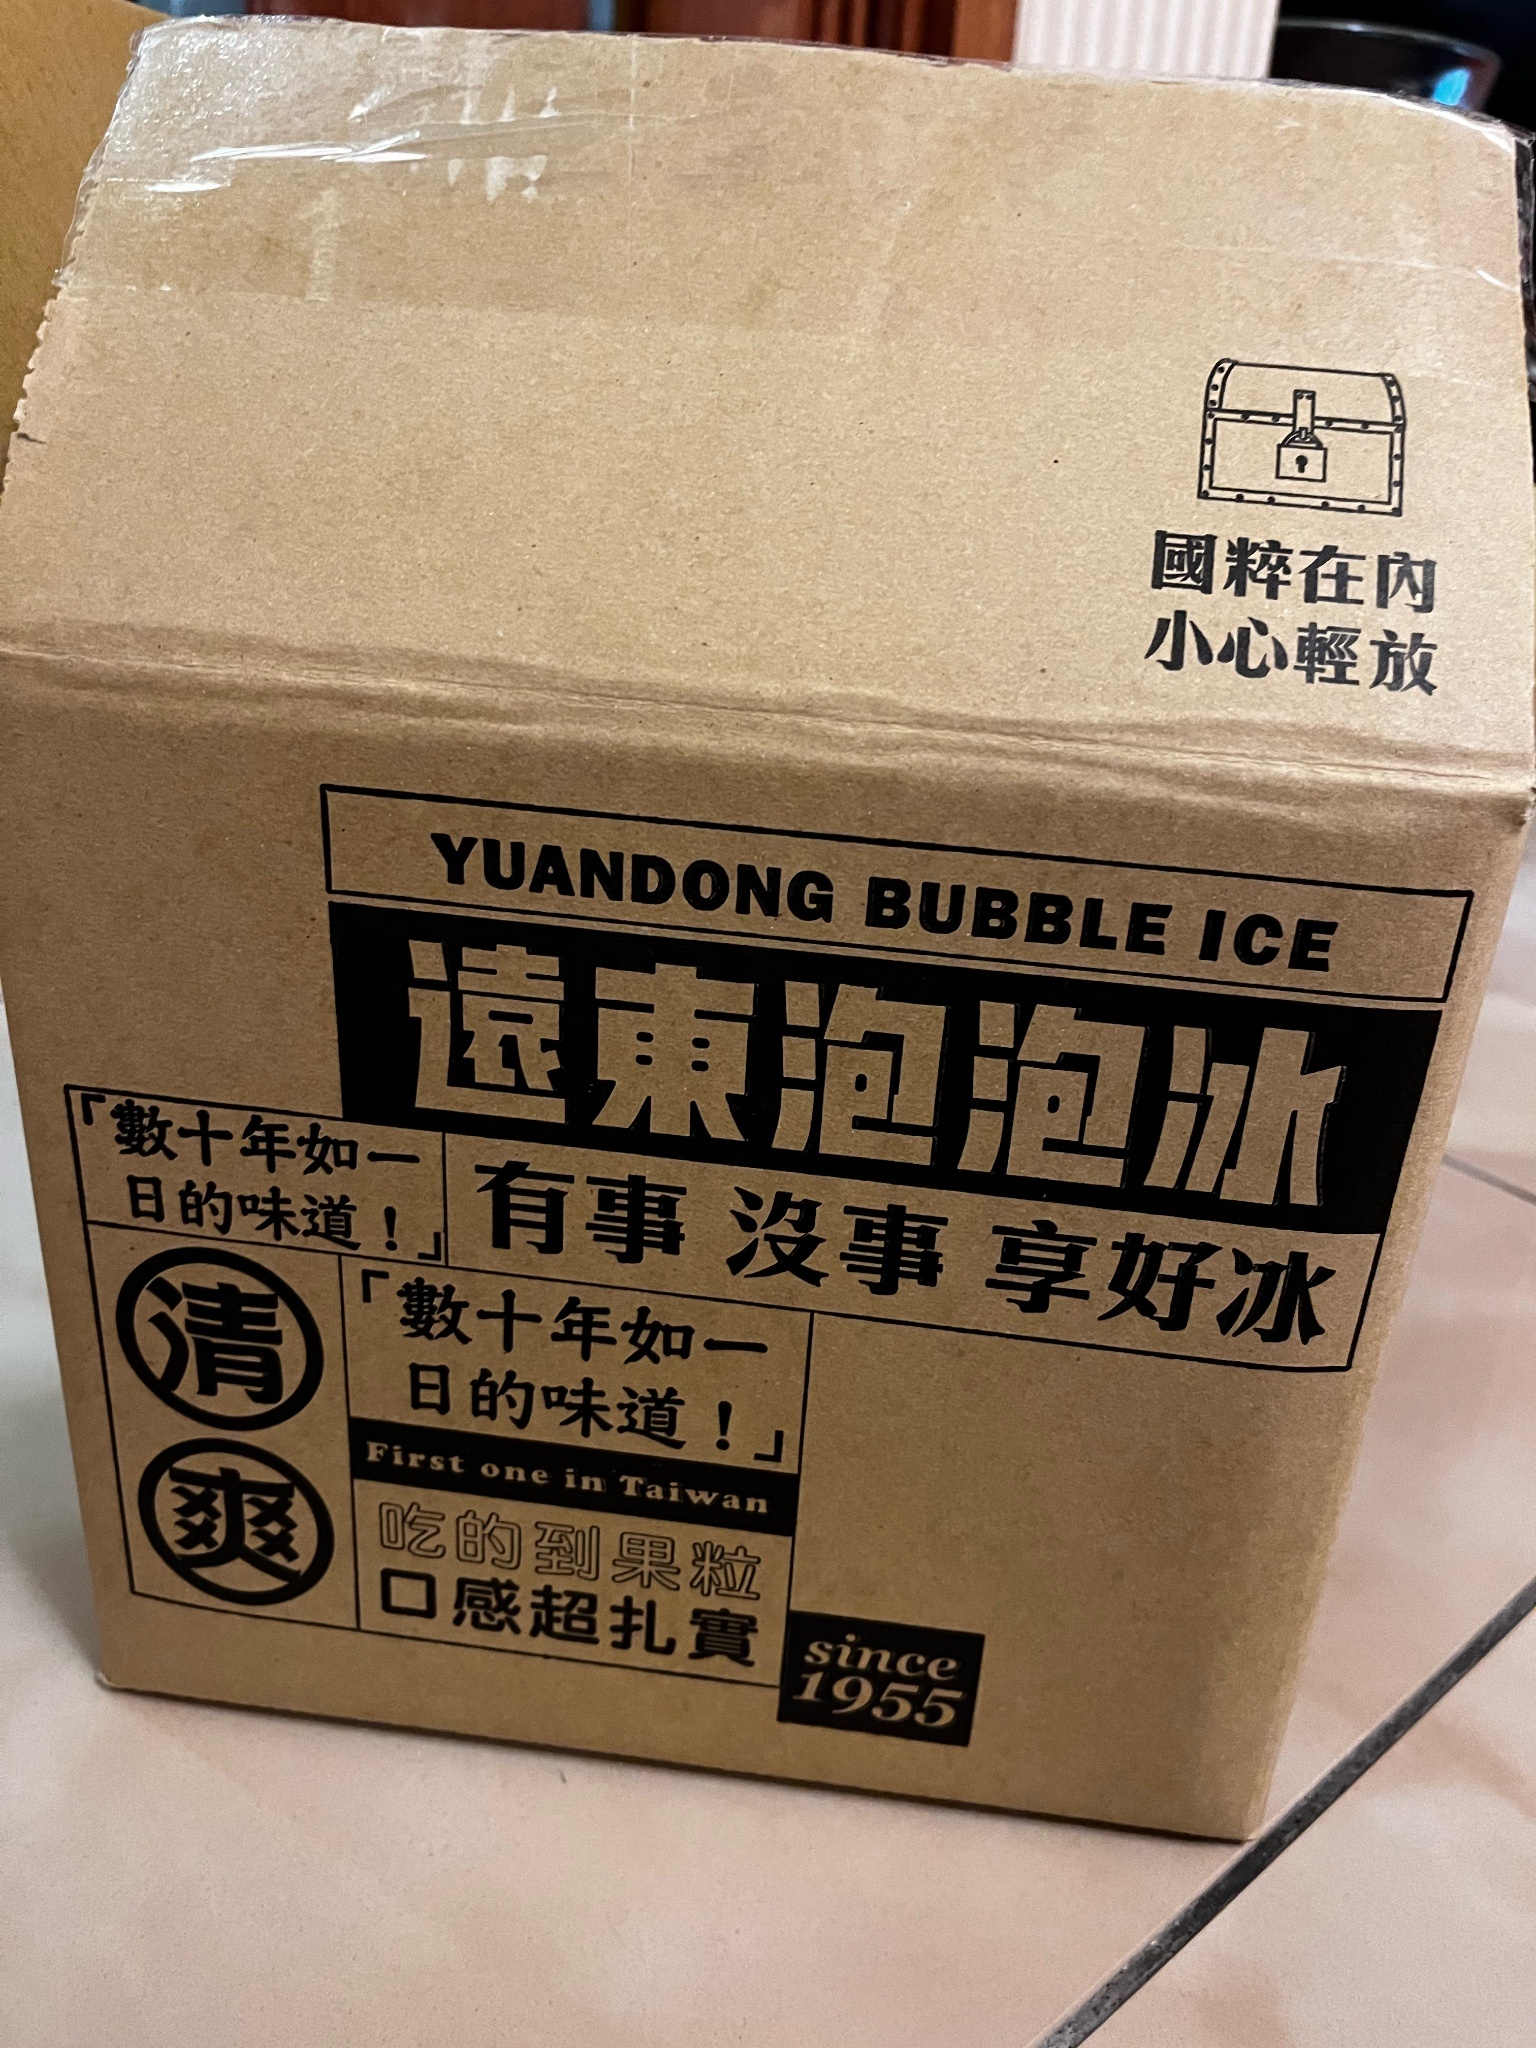 國粹在內
小心輕放
YUANDONG BUBBLE ICE
遠東泡泡冰
「數十年如一
日的味道！」
有事 沒事 享好冰
清
爽
「數十年如一
日的味道！」
First one in Taiwan
吃的到果粒
口感超扎實
since
1955